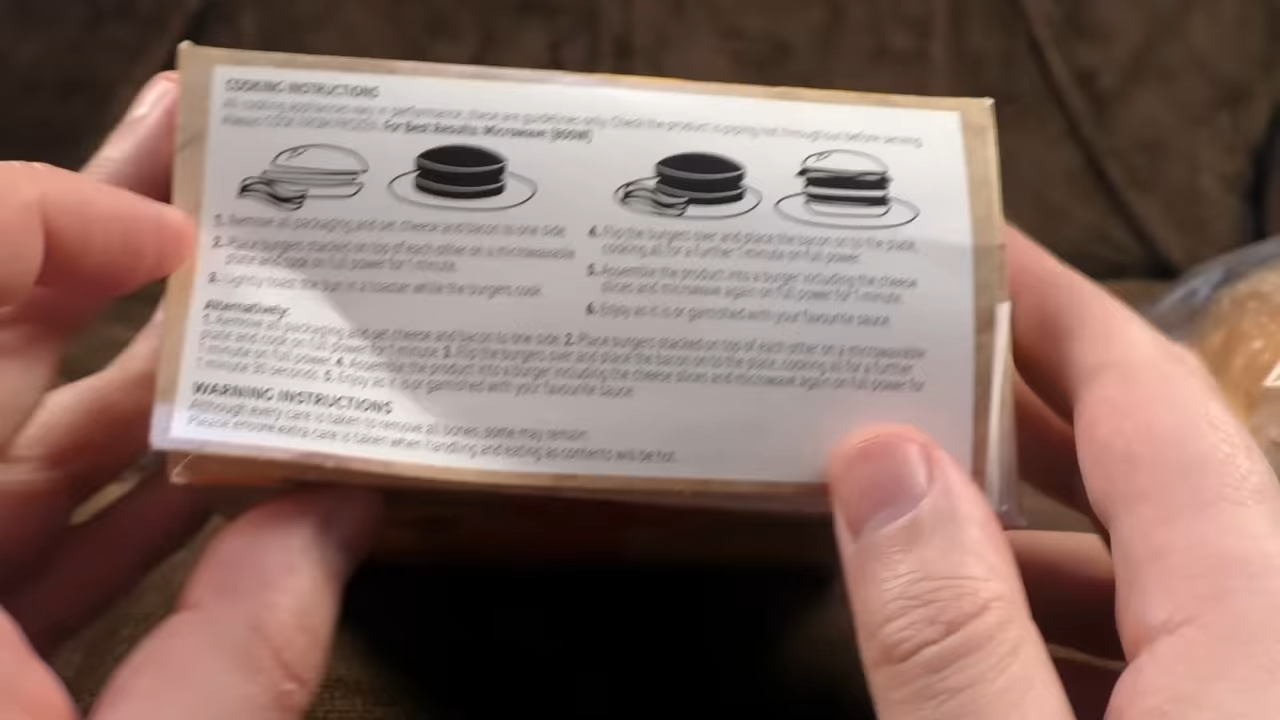 COOKING INSTRUCTIONS
All cooking appliances vary in performance, these are guidelines only. Check the product is piping hot throughout before serving.
For Best Results: Microwave (800W)
1. Remove all packaging and set cheese and bacon to one side.
2. Place burgers stacked on top of each other on a microwavable
plate and cook on full power for 1 minute.
3. Lightly toast the bun in a toaster while the burgers cook.
4. Flip the burgers over and place the bacon on to the plate,
cooking all for a further 1 minute on full power.
5. Assemble the product into a burger including the cheese
slices and microwave again on full power for 1 minute.
6. Enjoy as it is or garnished with your favourite sauce.
Alternatively:
1. Remove all packaging and set cheese and bacon to one side. 2. Place burgers stacked on top of each other on a microwavable
plate and cook on full power for 1 minute. 3. Flip the burgers over and place the bacon on to the plate, cooking all for a further
1 minute on full power. 4. Assemble the product into a burger including the cheese slices and microwave again on full power for
1 minute 30 seconds. 5. Enjoy as it is or garnished with your favourite sauce.
WARNING INSTRUCTIONS
Although every care is taken to remove all bones, some may remain.
Please ensure extra care is taken when handling and eating as contents will be hot.